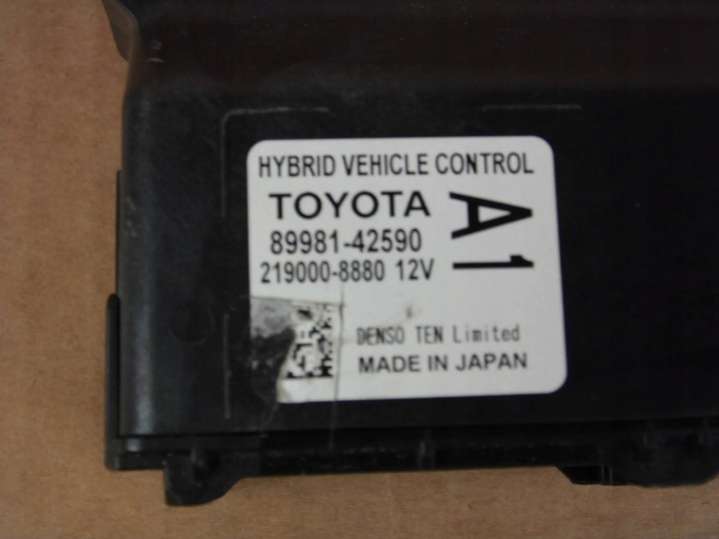 HYBRID VEHICLE CONTROL
TOYOTA
89981-42590
219000-8880 12V
A1
DENSO TEN Limited
MADE IN JAPAN